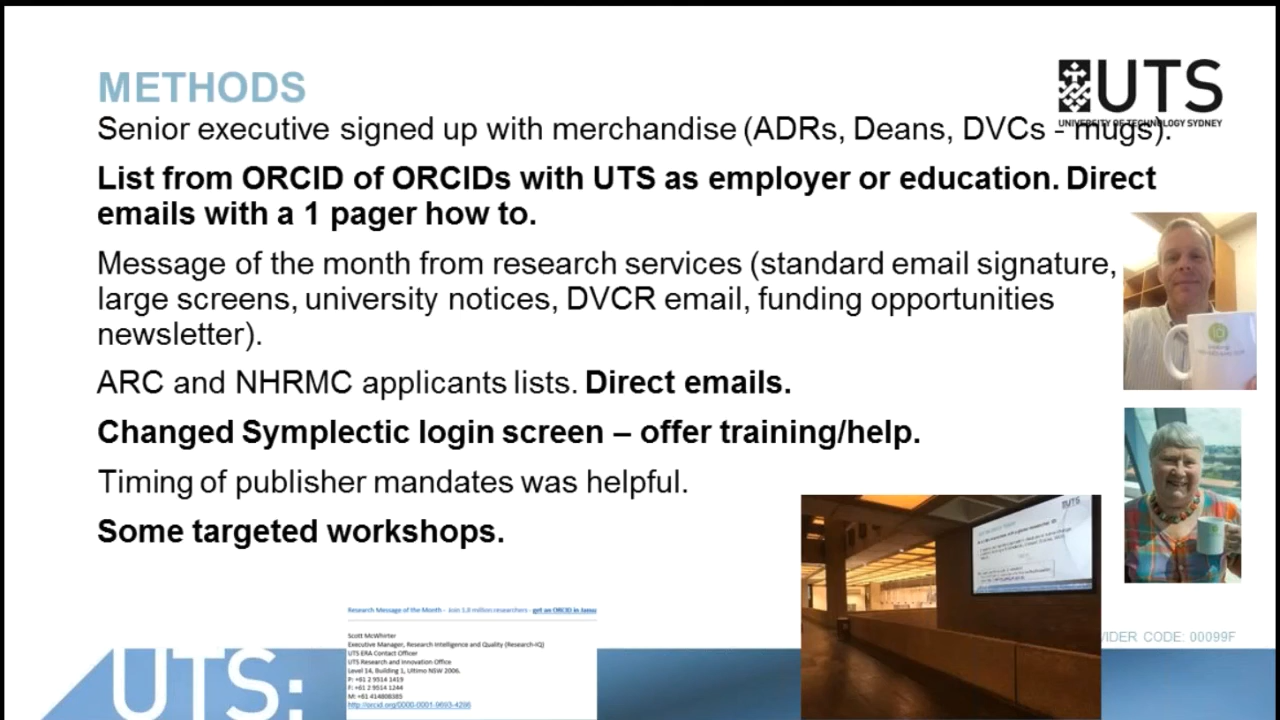 METHODS
UTS
UNIVERSITY OF TECHNOLOGY SYDNEY
Senior executive signed up with merchandise (ADRs, Deans, DVCs - mugs).
List from ORCID of ORCIDs with UTS as employer or education. Direct
emails with a 1 pager how to.
Message of the month from research services (standard email signature,
large screens, university notices, DVCR email, funding opportunities
newsletter).
ARC and NHRMC applicants lists. Direct emails.
Changed Symplectic login screen – offer training/help.
Timing of publisher mandates was helpful.
Some targeted workshops.
iD
UTS
Research Message of the Month - Join 1.8 million researchers - get an ORCID in
Scott McWhirter
Executive Manager, Research Intelligence and Quality (Research-IQ)
UTS ERA Contact Officer
UTS Research and Innovation Office
Level 14, Building 1, Ultimo NSW 2006.
P: +61 2 9514 1419
F: +61 2 9514 1244
M: +61 414808385
http://orcid.org/0000-0001-9693-4286
VIDER CODE: 00099F
UTS: